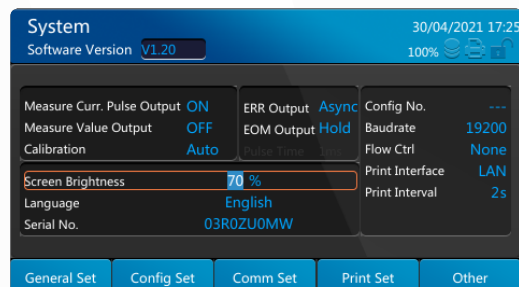 System
30/04/2021 17:25
Software Version V1.20
100%
Measure Curr. Pulse Output ON
Measure Value Output OFF
Calibration Auto
ERR Output Async
EOM Output Hold
Pulse Time 1ms
Config No. ---
Baudrate 19200
Flow Ctrl None
Print Interface LAN
Print Interval 2s
Screen Brightness 70 %
Language English
Serial No. 03R0ZU0MW
General Set
Config Set
Comm Set
Print Set
Other